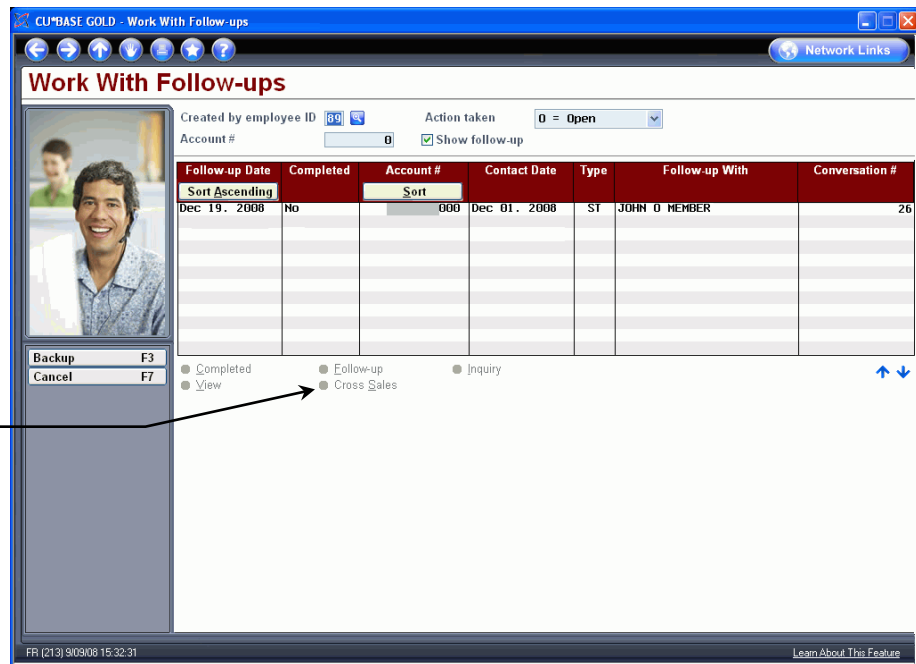 CU*BASE GOLD - Work With Follow-ups
Network Links
Work With Follow-ups
Created by employee ID 89 Action taken O = Open
Account # 0 Show follow-up
Follow-up Date Completed Account # Contact Date Type Follow-up With Conversation #
Sort Ascending Sort
Dec 19. 2008 No 000 Dec 01. 2008 ST JOHN O MEMBER 26
Backup F3
Cancel F7
Completed Follow-up Inquiry
View Cross Sales
FR (213) 9/09/08 15:32:31 Learn About This Feature